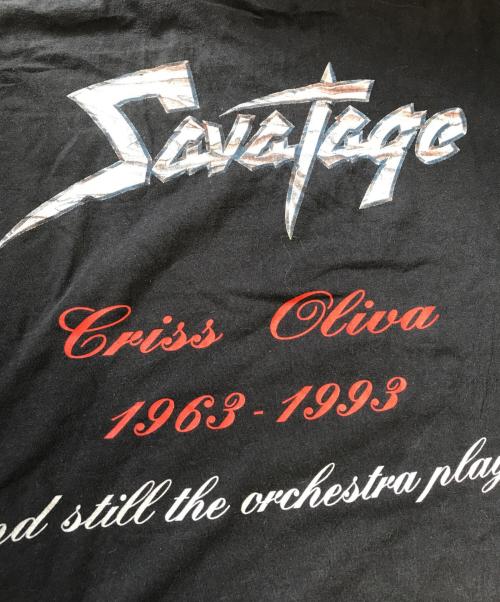 Savatage
Criss Oliva
1963 - 1993
nd still the orchestra play